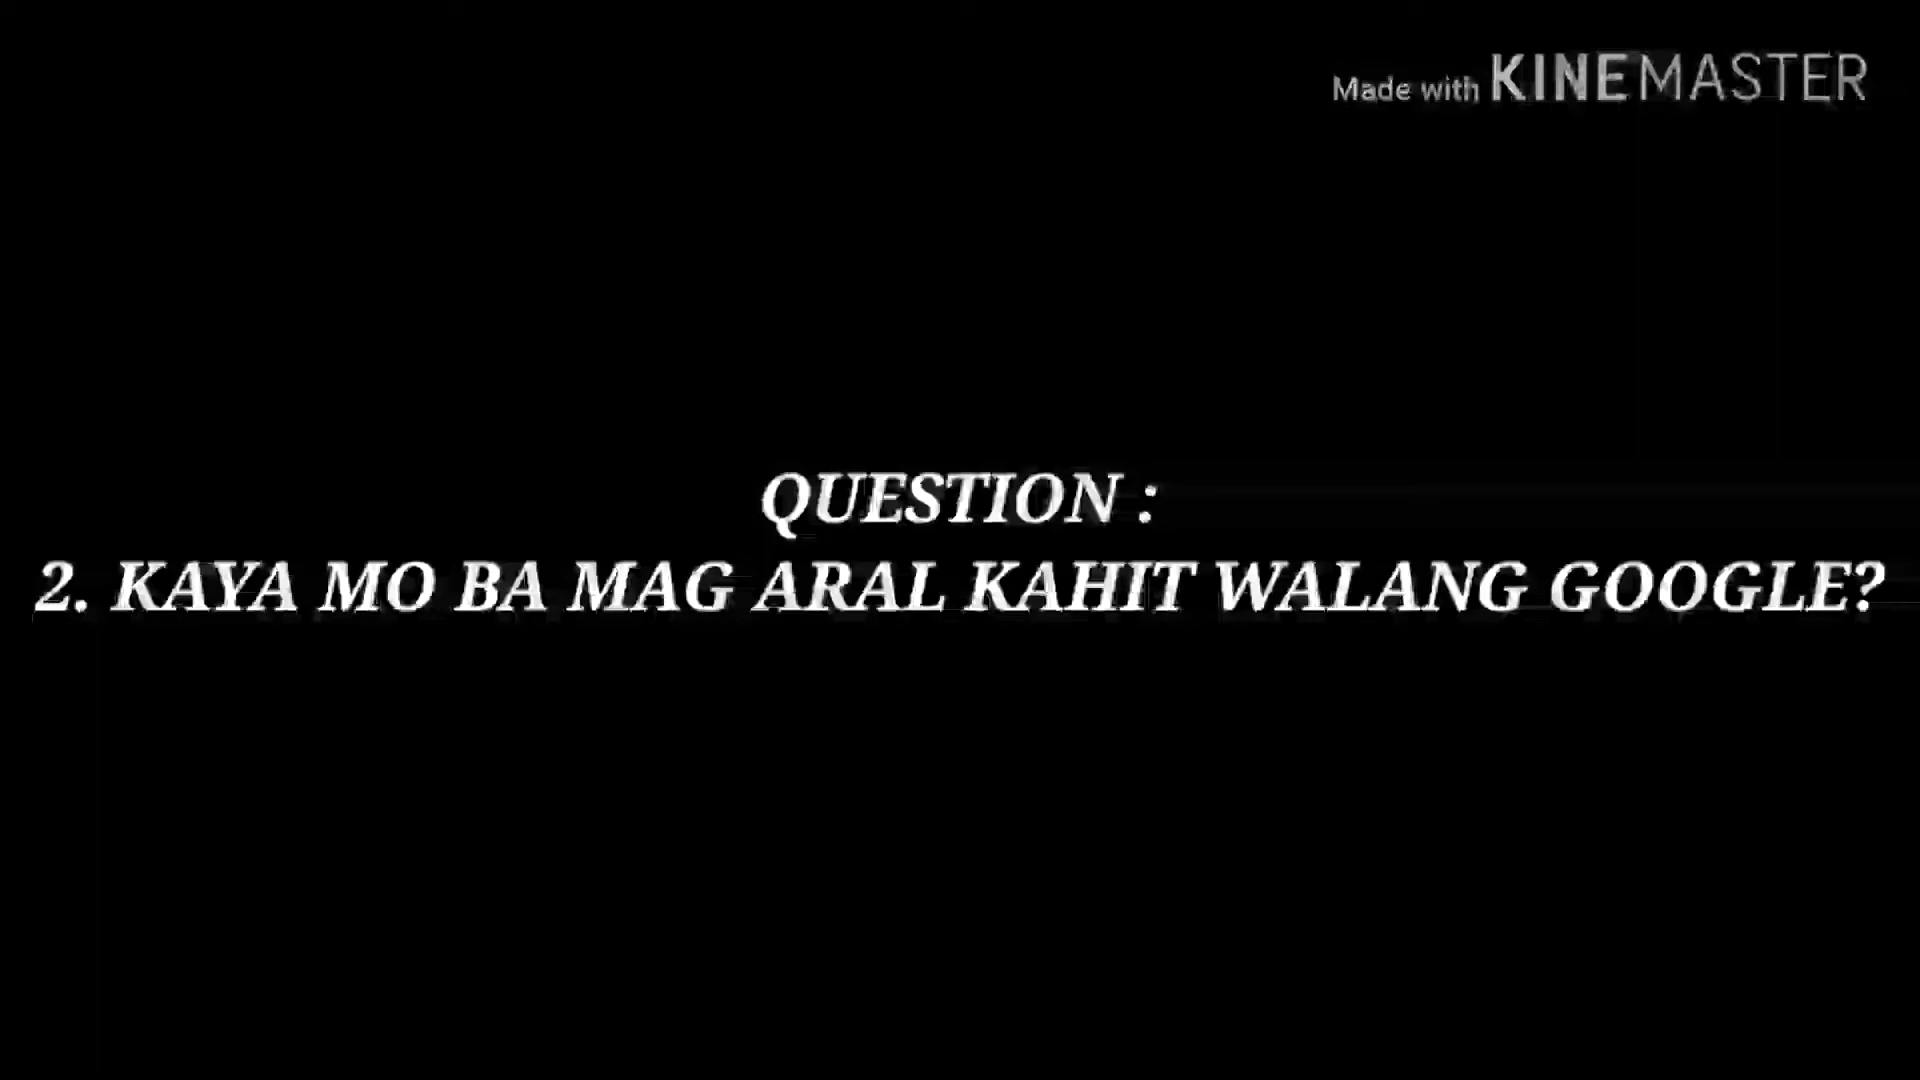 Made with KINEMASTER
QUESTION :
2. KAYA MO BA MAG ARAL KAHIT WALANG GOOGLE?